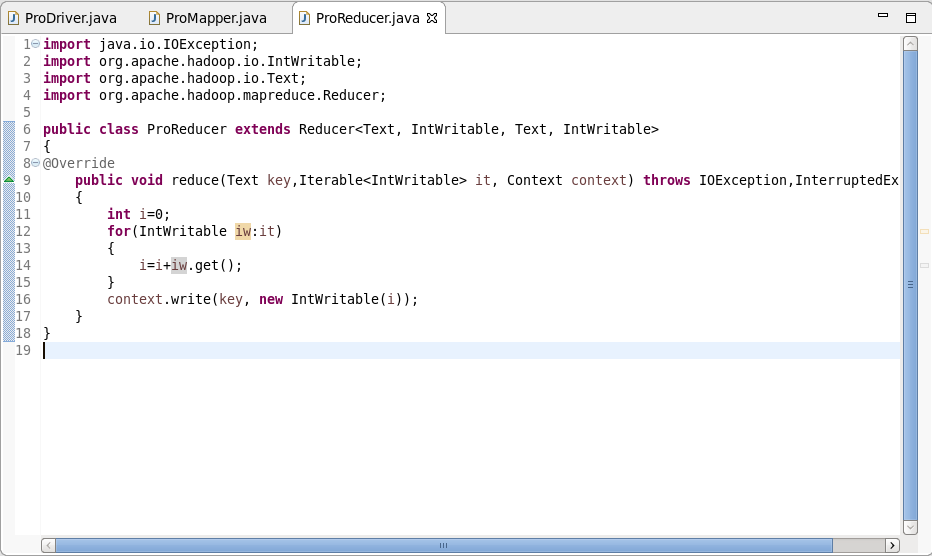 ProDriver.java ProMapper.java ProReducer.java
1 import java.io.IOException;
2 import org.apache.hadoop.io.IntWritable;
3 import org.apache.hadoop.io.Text;
4 import org.apache.hadoop.mapreduce.Reducer;
5
6 public class ProReducer extends Reducer<Text, IntWritable, Text, IntWritable>
7 {
8 @Override
9 public void reduce(Text key,Iterable<IntWritable> it, Context context) throws IOException,InterruptedEx
10 {
11 int i=0;
12 for(IntWritable iw:it)
13 {
14 i=i+iw.get();
15 }
16 context.write(key, new IntWritable(i));
17 }
18 }
19